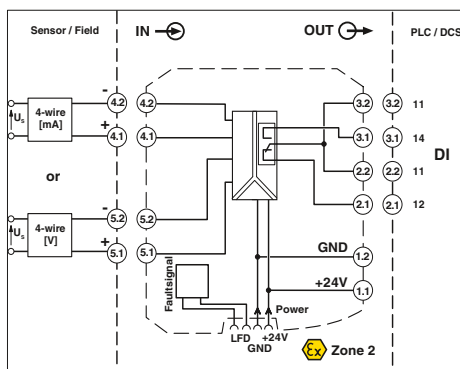 Sensor / Field
IN
OUT
PLC / DCS
-
4.2
4.2
3.2
3.2
11
Us
4-wire
[mA]
+
4.1
4.1
3.1
3.1
14
DI
or
2.2
2.2
11
2.1
2.1
12
-
5.2
5.2
Us
4-wire
[V]
+
5.1
5.1
GND
1.2
+24V
1.1
Faultsignal
Power
LFD
+24V
GND
Ex
Zone 2